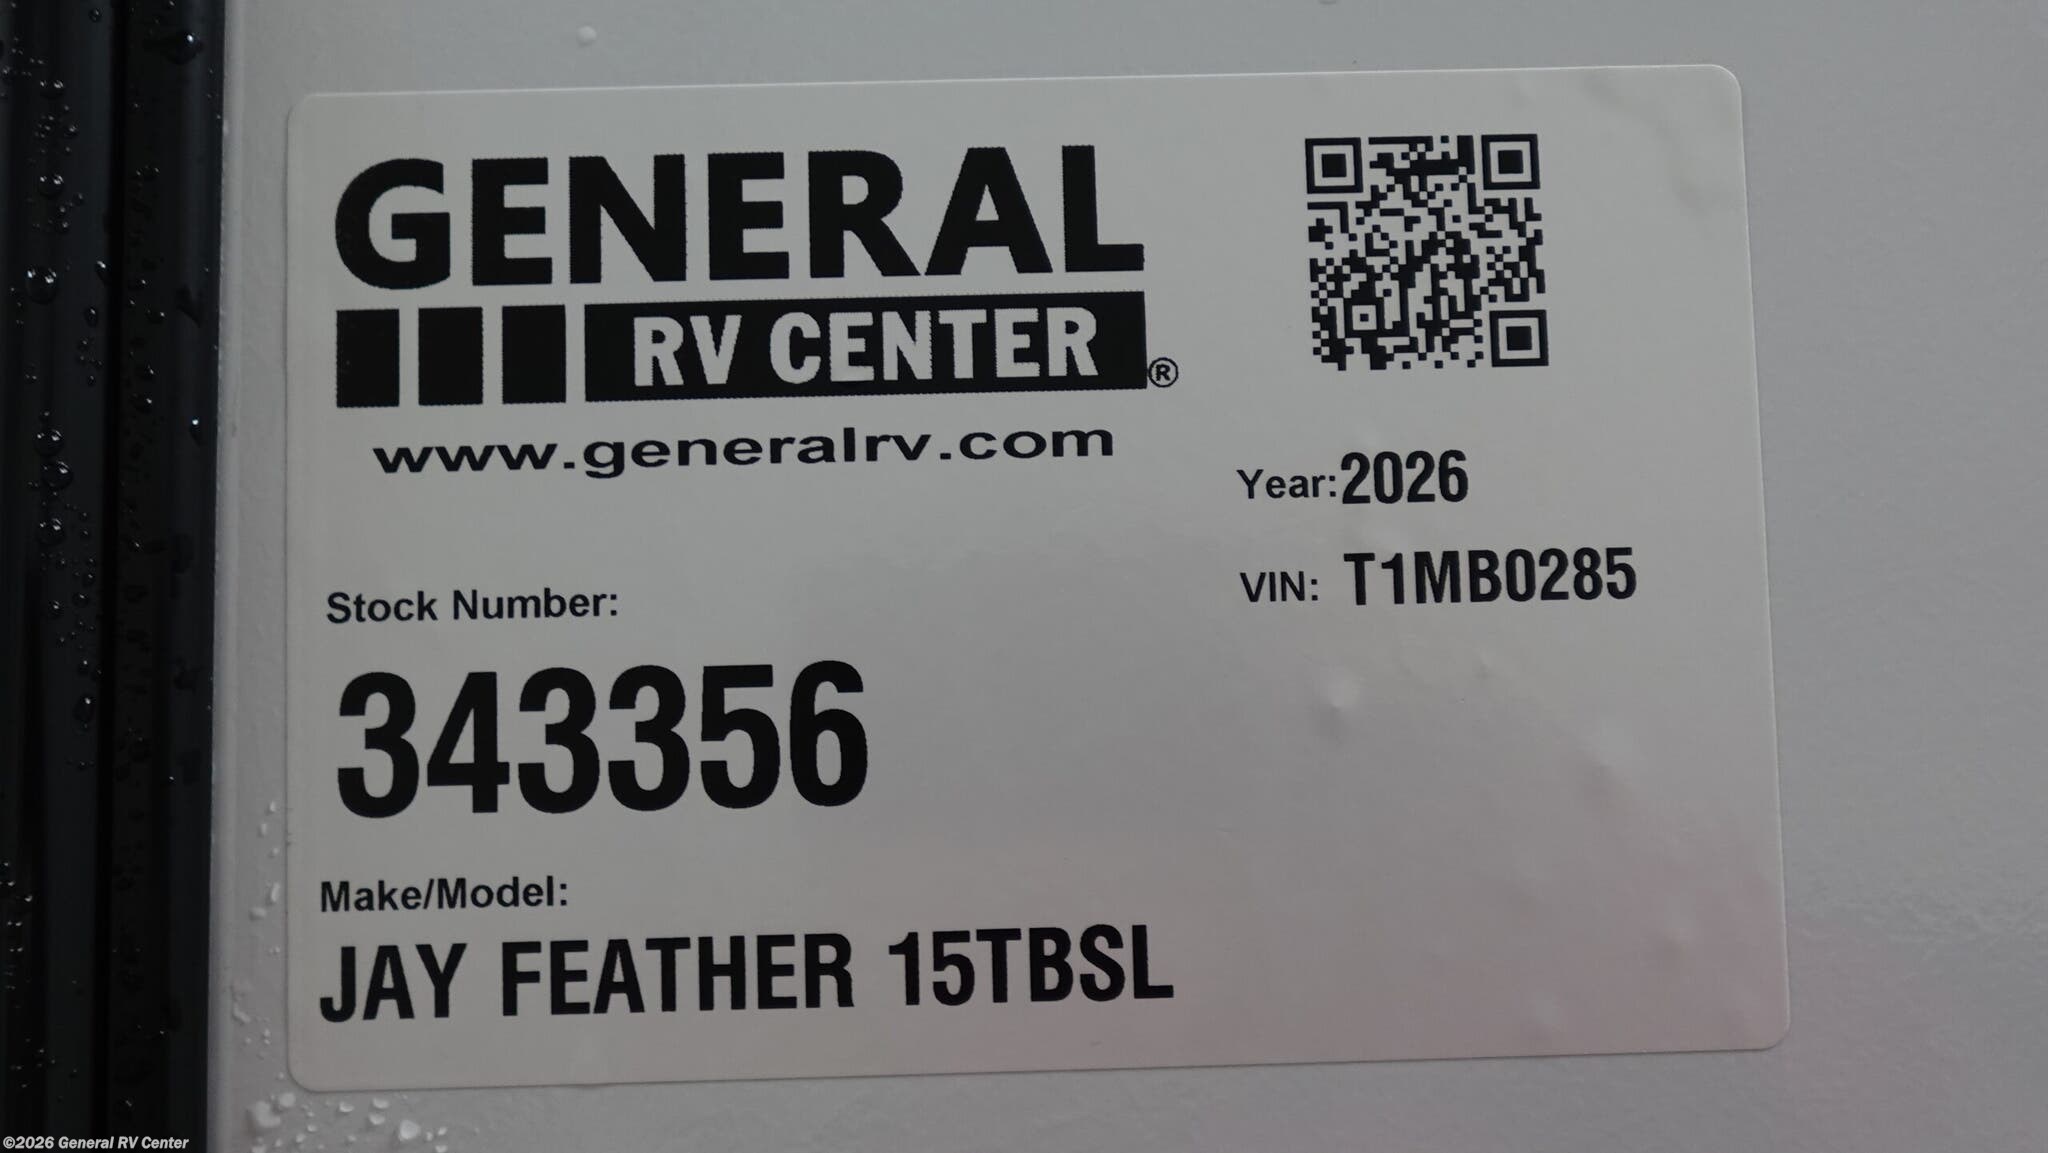 GENERAL
RV CENTER®
www.generalrv.com
Year: 2026
VIN: T1MB0285
Stock Number:
343356
Make/Model:
JAY FEATHER 15TBSL
©2026 General RV Center